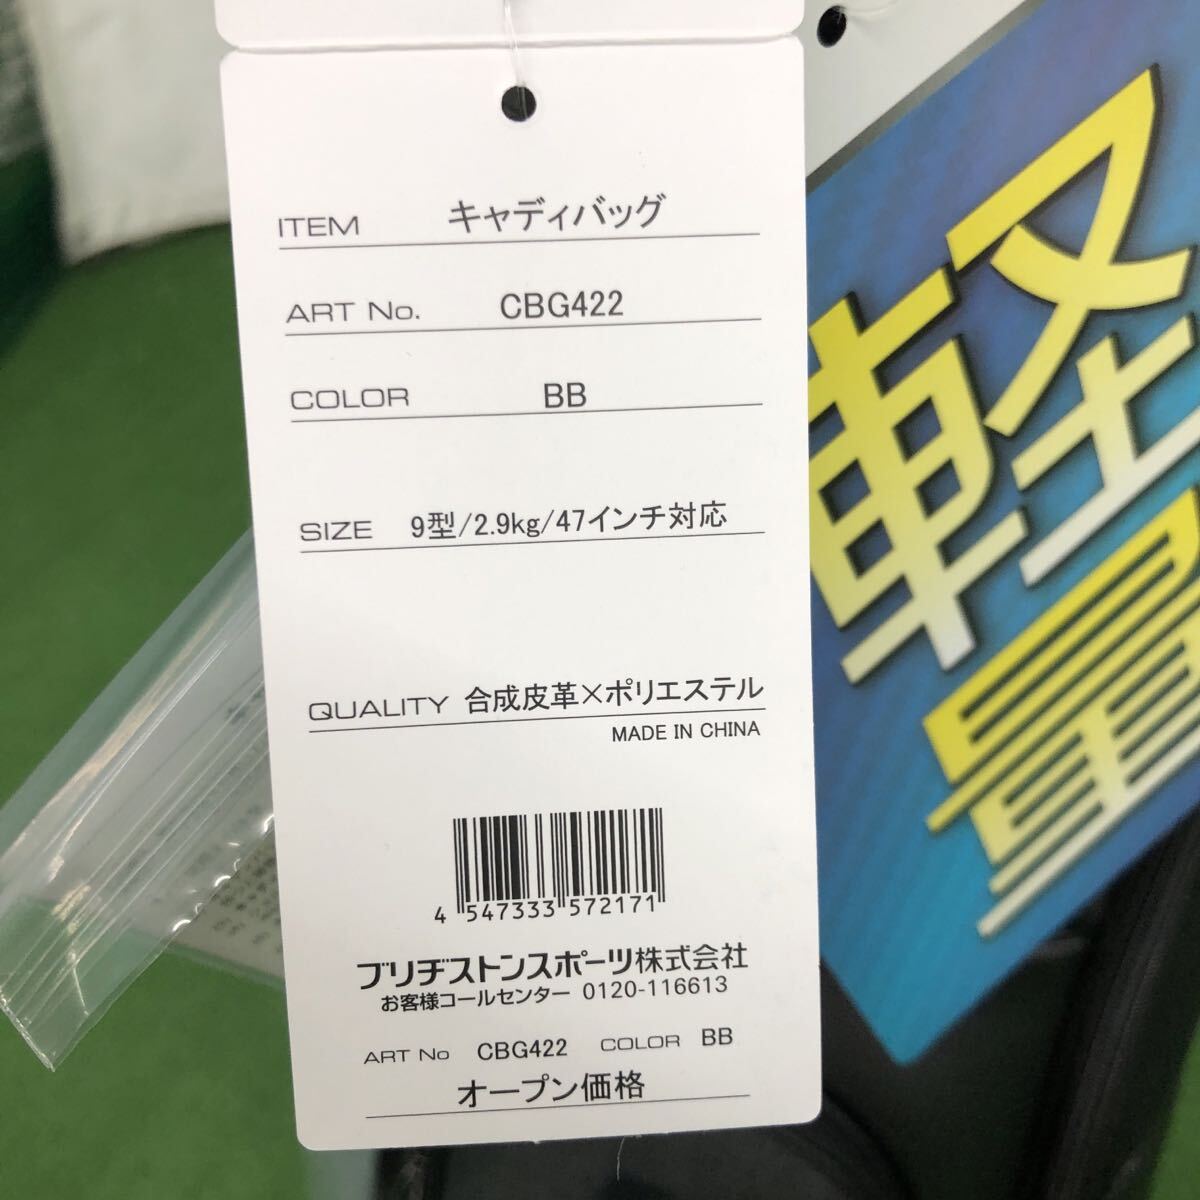 ITEM キャディバッグ
ART No. CBG422
COLOR BB
SIZE 9型/2.9kg/47インチ対応
QUALITY 合成皮革×ポリエステル
MADE IN CHINA
4 547333 572171
ブリヂストンスポーツ株式会社
お客様コールセンター 0120-116613
ART No CBG422 COLOR BB
オープン価格
軽量